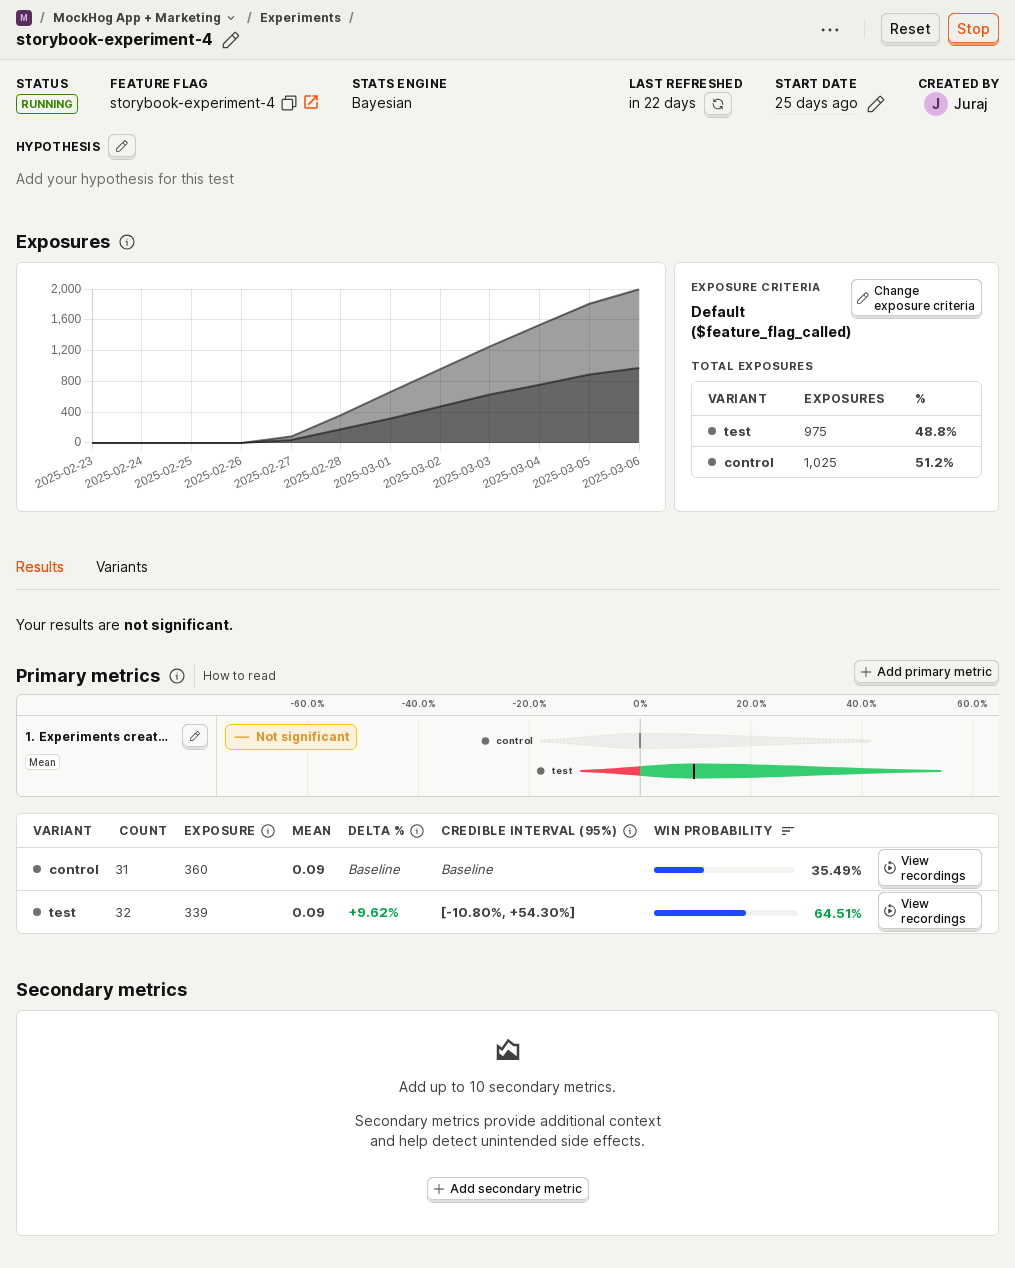 M / MockHog App + Marketing / Experiments /
storybook-experiment-4
Reset
Stop
STATUS
RUNNING
FEATURE FLAG
storybook-experiment-4
STATS ENGINE
Bayesian
LAST REFRESHED
in 22 days
START DATE
25 days ago
CREATED BY
J Juraj
HYPOTHESIS
Add your hypothesis for this test
Exposures
2,000
1,600
1,200
800
400
0
2025-02-23
2025-02-24
2025-02-25
2025-02-26
2025-02-27
2025-02-28
2025-03-01
2025-03-02
2025-03-03
2025-03-04
2025-03-05
2025-03-06
EXPOSURE CRITERIA
Default
($feature_flag_called)
Change
exposure criteria
TOTAL EXPOSURES
VARIANT EXPOSURES %
test 975 48.8%
control 1,025 51.2%
Results Variants
Your results are not significant.
Primary metrics
How to read
Add primary metric
-60.0% -40.0% -20.0% 0% 20.0% 40.0% 60.0%
1. Experiments creat...
Mean
Not significant
control
test
VARIANT COUNT EXPOSURE MEAN DELTA % CREDIBLE INTERVAL (95%) WIN PROBABILITY
control 31 360 0.09 Baseline Baseline 35.49%
View
recordings
test 32 339 0.09 +9.62% [-10.80%, +54.30%] 64.51%
View
recordings
Secondary metrics
Add up to 10 secondary metrics.
Secondary metrics provide additional context
and help detect unintended side effects.
Add secondary metric